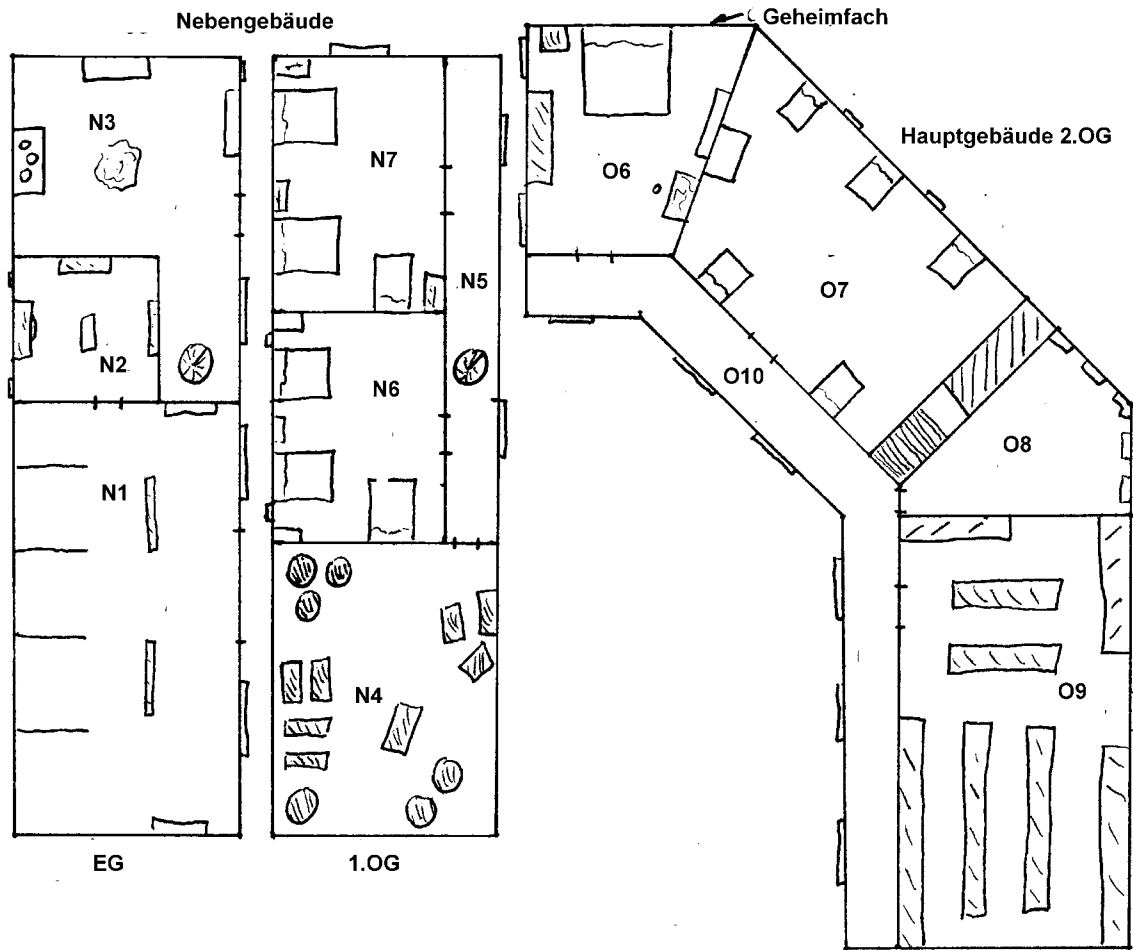 Nebengebäude
Geheimfach
Hauptgebäude 2.OG
N3
N2
N1
EG
N7
N5
N6
N4
1.OG
O6
O7
O10
O8
O9